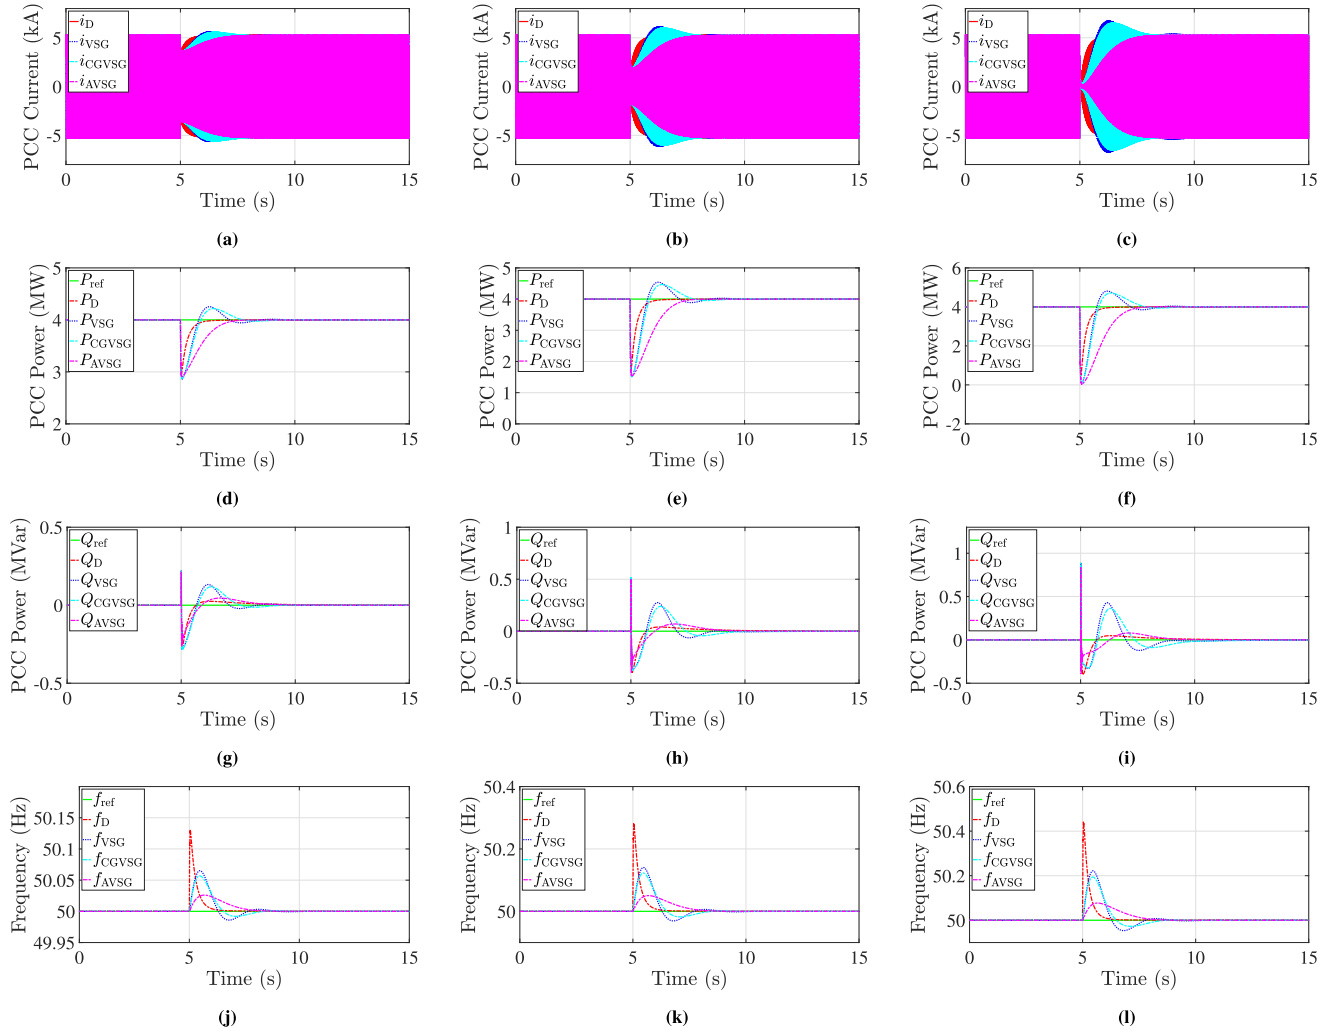 PCC Current (kA)
5
0
-5
i_D
i_VSG
i_CGVSG
i_AVSG
0 5 10 15
Time (s)
(a)
PCC Current (kA)
5
0
-5
i_D
i_VSG
i_CGVSG
i_AVSG
0 5 10 15
Time (s)
(b)
PCC Current (kA)
5
0
-5
i_D
i_VSG
i_CGVSG
i_AVSG
0 5 10 15
Time (s)
(c)
PCC Power (MW)
5
4
3
2
P_ref
P_D
P_VSG
P_CGVSG
P_AVSG
0 5 10 15
Time (s)
(d)
PCC Power (MW)
5
4
3
2
1
0
P_ref
P_D
P_VSG
P_CGVSG
P_AVSG
0 5 10 15
Time (s)
(e)
PCC Power (MW)
6
4
2
0
-2
P_ref
P_D
P_VSG
P_CGVSG
P_AVSG
0 5 10 15
Time (s)
(f)
PCC Power (MVar)
0.5
0
-0.5
Q_ref
Q_D
Q_VSG
Q_CGVSG
Q_AVSG
0 5 10 15
Time (s)
(g)
PCC Power (MVar)
1
0.5
0
-0.5
Q_ref
Q_D
Q_VSG
Q_CGVSG
Q_AVSG
0 5 10 15
Time (s)
(h)
PCC Power (MVar)
1
0.5
0
-0.5
Q_ref
Q_D
Q_VSG
Q_CGVSG
Q_AVSG
0 5 10 15
Time (s)
(i)
Frequency (Hz)
50.15
50.1
50.05
50
49.95
f_ref
f_D
f_VSG
f_CGVSG
f_AVSG
0 5 10 15
Time (s)
(j)
Frequency (Hz)
50.4
50.2
50
f_ref
f_D
f_VSG
f_CGVSG
f_AVSG
0 5 10 15
Time (s)
(k)
Frequency (Hz)
50.6
50.4
50.2
50
f_ref
f_D
f_VSG
f_CGVSG
f_AVSG
0 5 10 15
Time (s)
(l)